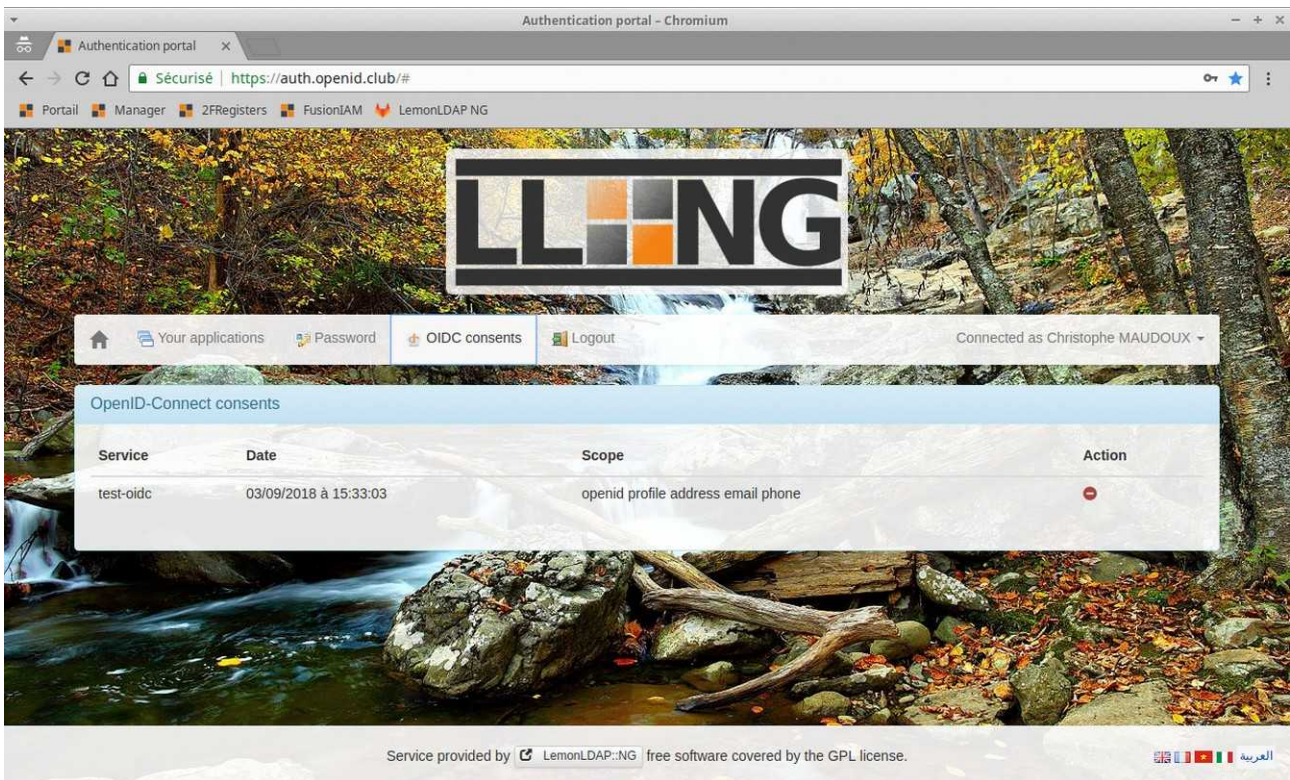 Authentication portal - Chromium
Authentication portal
Sécurisé https://auth.openid.club/#
Portail Manager 2FRegisters FusionIAM LemonLDAP NG
LL NG
Your applications Password OIDC consents Logout Connected as Christophe MAUDOUX
OpenID-Connect consents
Service Date Scope Action
test-oidc 03/09/2018 à 15:33:03 openid profile address email phone
Service provided by LemonLDAP::NG free software covered by the GPL license.
العربية